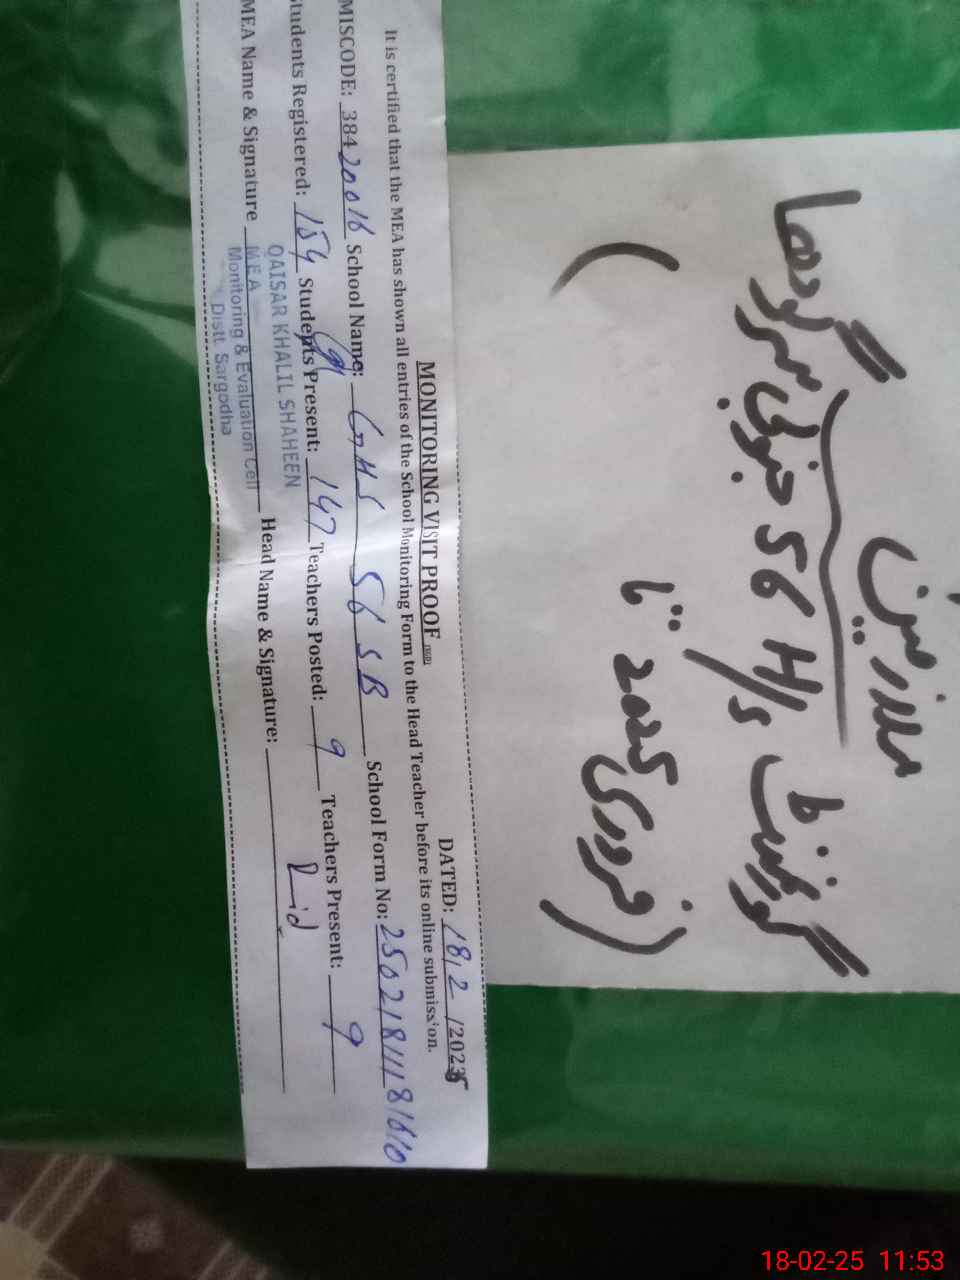 ملازمین
گورنمنٹ H/S 56 جنوبی سرگودھا
(فروری 2025 تا )
MONITORING VISIT PROOF (SGD)
DATED: 18,2 /2025
It is certified that the MEA has shown all entries of the School Monitoring Form to the Head Teacher before its online submission.
MISCODE: 38420016 School Name: GHS 56 SB School Form No: 25021811181610
Students Registered: 154 Students Present: 147 Teachers Posted: 9 Teachers Present: 9
MEA Name & Signature Head Name & Signature:
QAISAR KHALIL SHAHEEN
MEA
Monitoring & Evaluation Cell
Distt. Sargodha
18-02-25 11:53